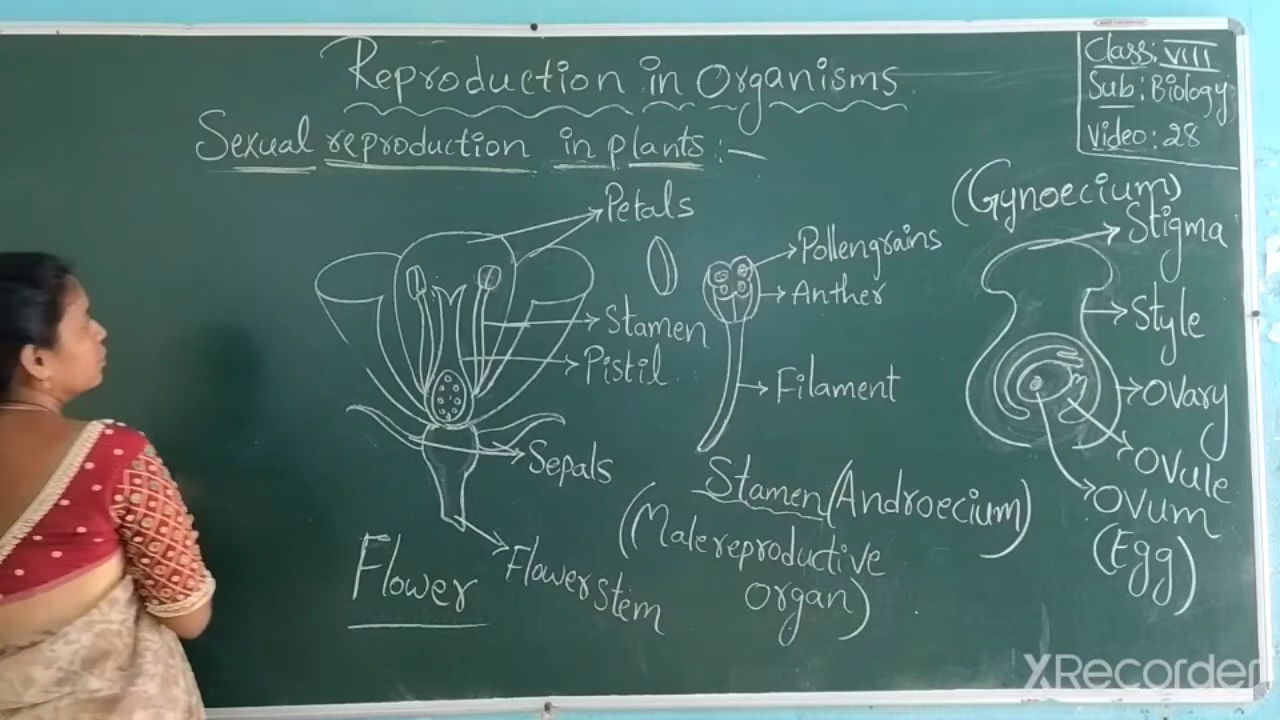 Reproduction in Organisms
Class: VIII
Sub: Biology
Video: 28
Sexual reproduction in plants:-
Petals
Stamen
Pistil
Sepals
Flower stem
Flower
Pollengrains
Anther
Filament
Stamen (Androecium)
(Male reproductive
organ)
(Gynoecium)
Stigma
Style
Ovary
Ovule
Ovum
(Egg)
XRecorder